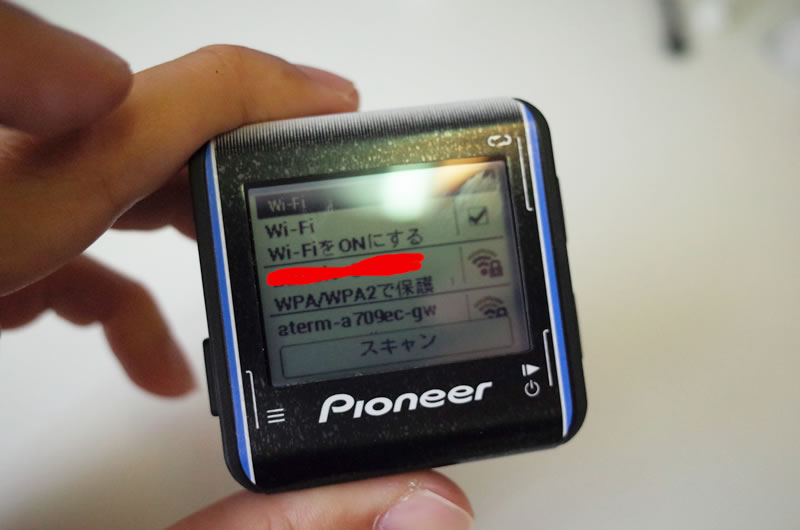 Wi-Fi
Wi-Fi
Wi-FiをONにする
WPA/WPA2で保護
aterm-a709ec-gw
スキャン
Pioneer